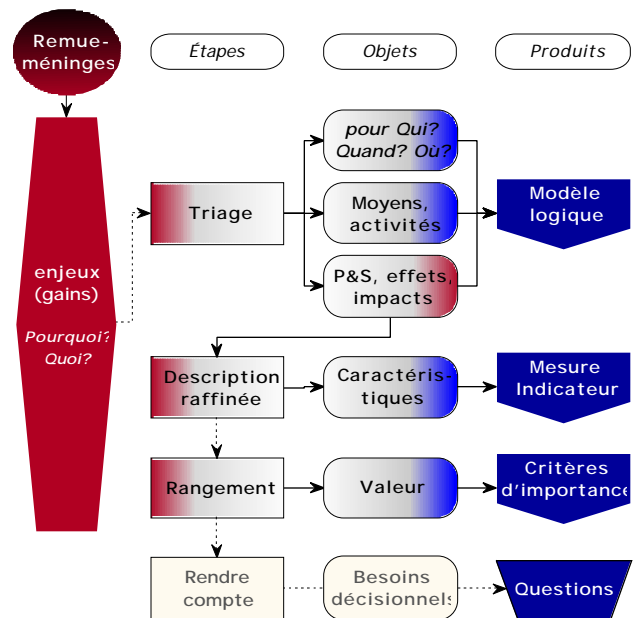 Remue-
méninges
Étapes
Objets
Produits
pour Qui?
Quand? Où?
Triage
Moyens,
activités
Modèle
logique
P&S, effets,
impacts
enjeux
(gains)
Pourquoi?
Quoi?
Description
raffinée
Caractéris-
tiques
Mesure
Indicateur
Rangement
Valeur
Critères
d'importance
Rendre
compte
Besoins
décisionnels
Questions